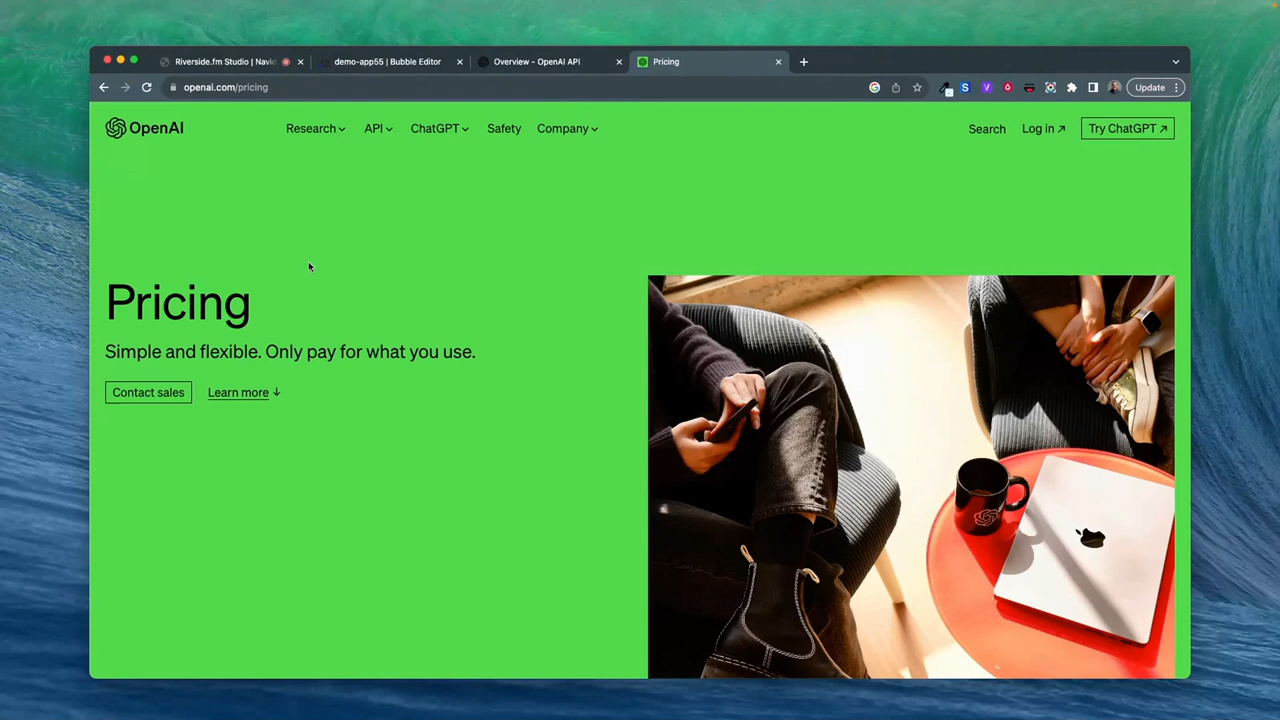 Riverside.fm Studio | Navid
demo-app55 | Bubble Editor
Overview - OpenAI API
Pricing
openai.com/pricing
Update
OpenAI
Research
API
ChatGPT
Safety
Company
Search
Log in ↗
Try ChatGPT ↗
Pricing
Simple and flexible. Only pay for what you use.
Contact sales
Learn more ↓